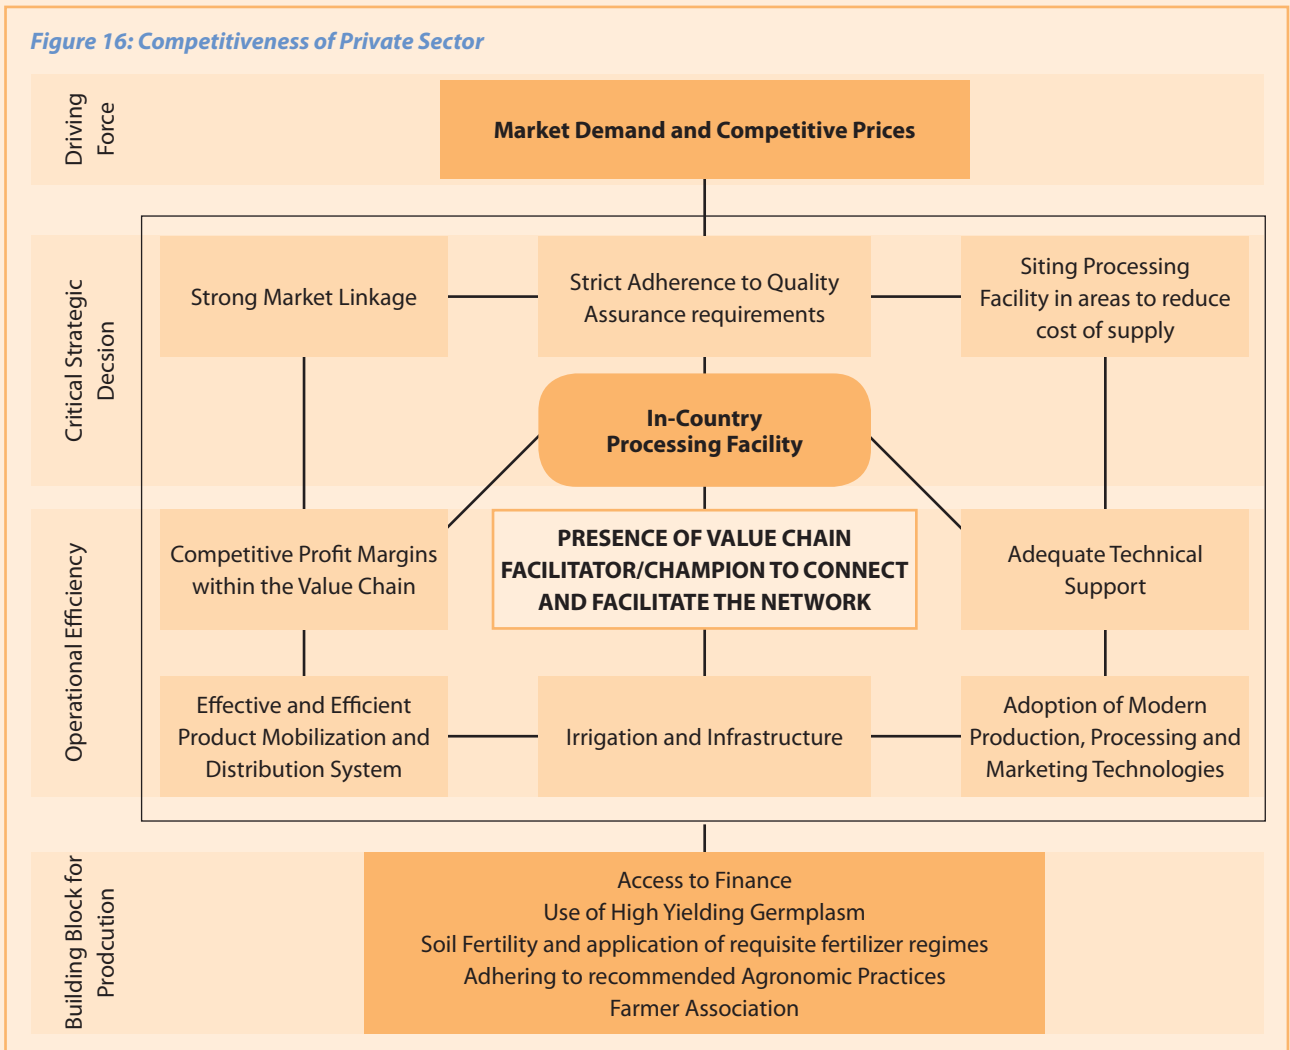 Figure 16: Competitiveness of Private Sector
Driving
Force
Market Demand and Competitive Prices
Critical Strategic
Decsion
Strong Market Linkage
Strict Adherence to Quality
Assurance requirements
Siting Processing
Facility in areas to reduce
cost of supply
In-Country
Processing Facility
Operational Efficiency
Competitive Profit Margins
within the Value Chain
PRESENCE OF VALUE CHAIN
FACILITATOR/CHAMPION TO CONNECT
AND FACILITATE THE NETWORK
Adequate Technical
Support
Effective and Efficient
Product Mobilization and
Distribution System
Irrigation and Infrastructure
Adoption of Modern
Production, Processing and
Marketing Technologies
Building Block for
Prodcution
Access to Finance
Use of High Yielding Germplasm
Soil Fertility and application of requisite fertilizer regimes
Adhering to recommended Agronomic Practices
Farmer Association